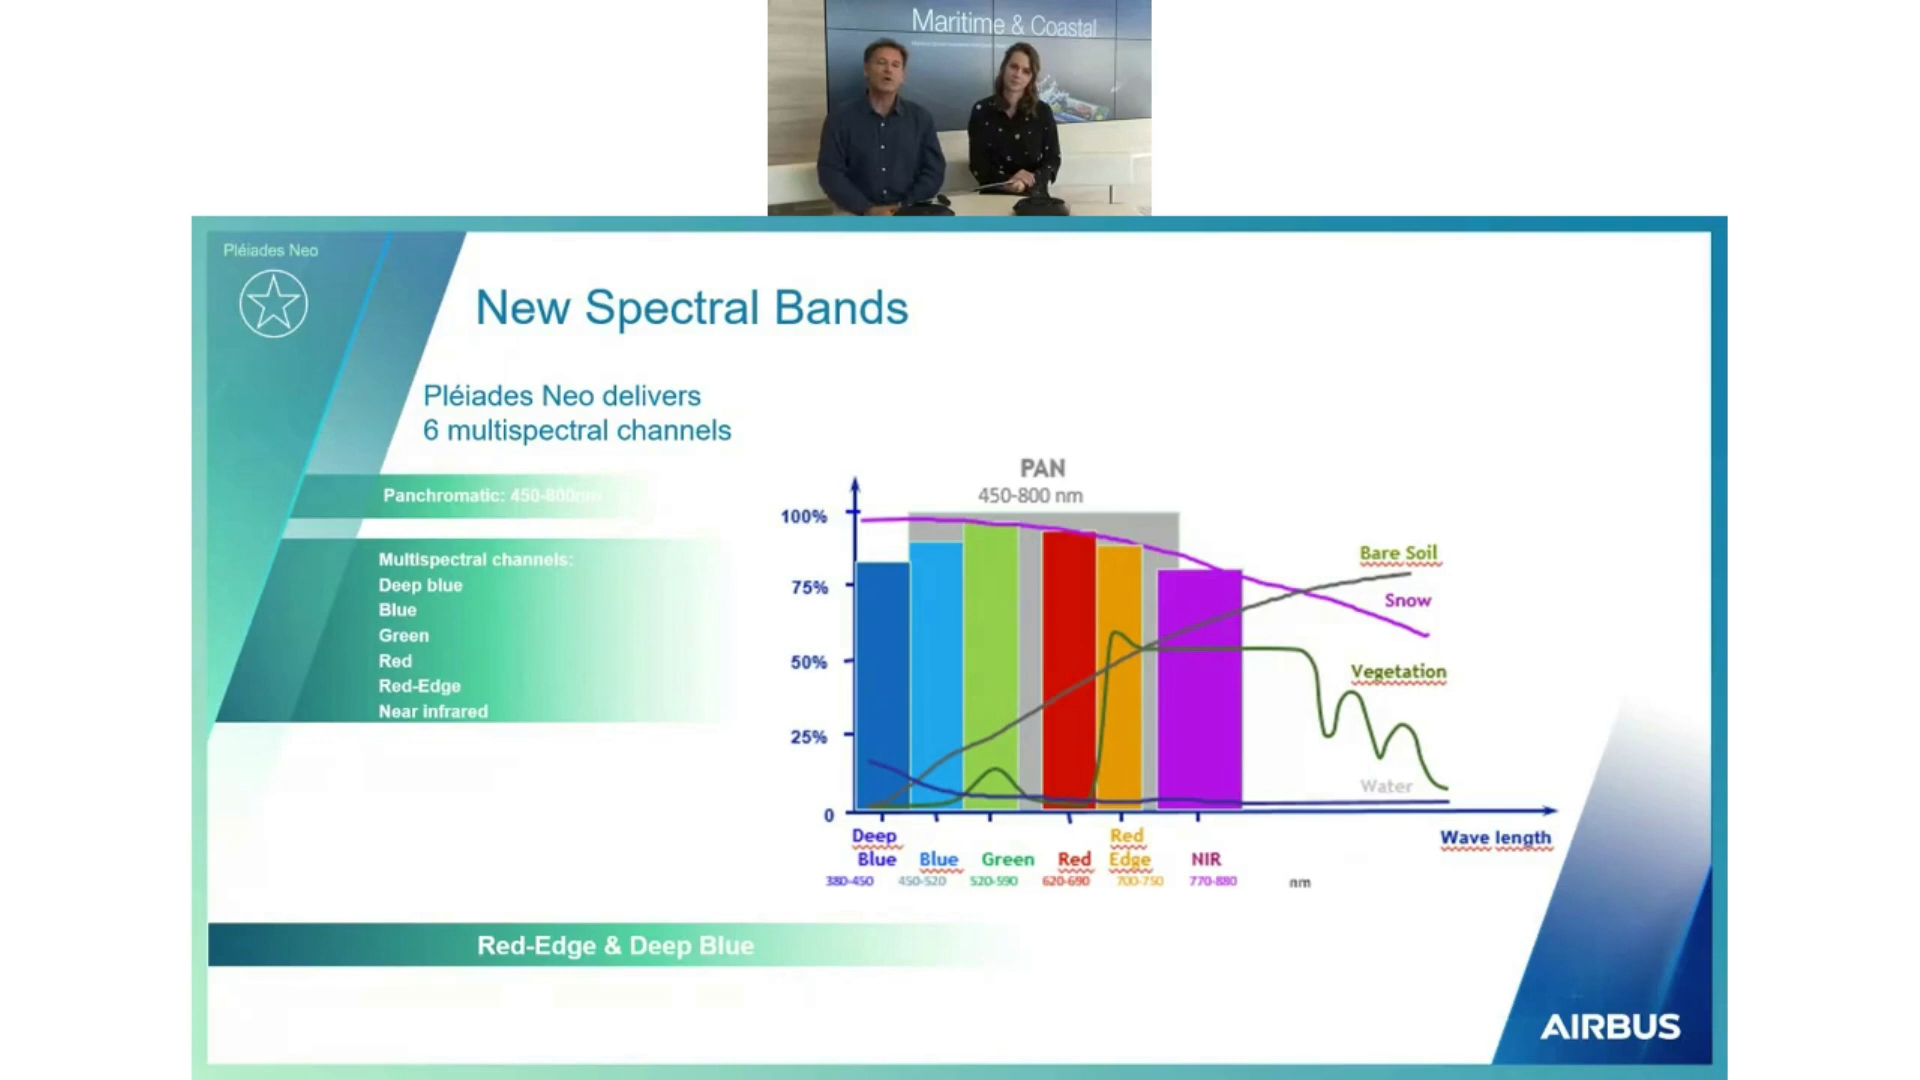 Maritime & Coastal
Pléiades Neo
New Spectral Bands
Pléiades Neo delivers
6 multispectral channels
Panchromatic: 450-800nm
Multispectral channels:
Deep blue
Blue
Green
Red
Red-Edge
Near infrared
PAN
450-800 nm
100%
75%
50%
25%
0
Bare Soil
Snow
Vegetation
Water
Wave length
Deep Blue
Blue
Green
Red
Red Edge
NIR
380-450
450-520
520-590
620-690
700-750
770-880
nm
Red-Edge & Deep Blue
AIRBUS